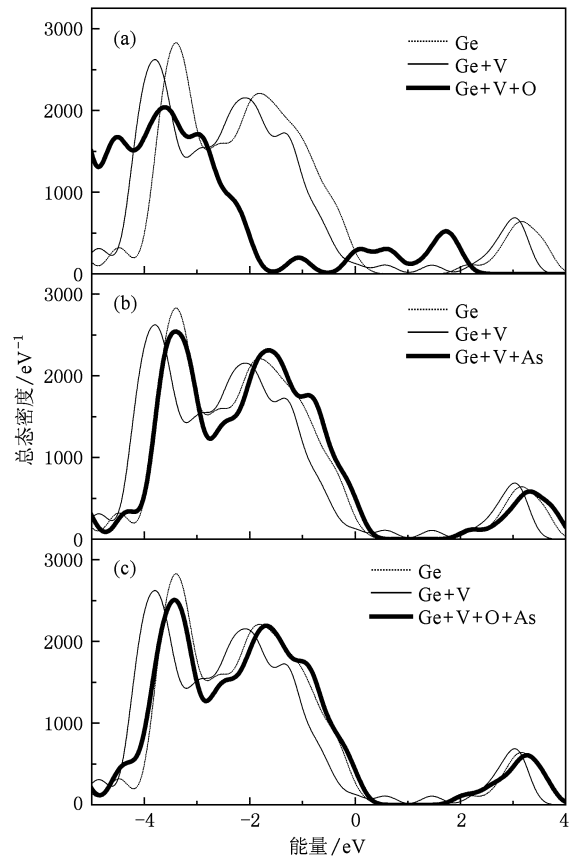 (a)
Ge
Ge+V
Ge+V+O
3000
2000
1000
0
(b)
Ge
Ge+V
Ge+V+As
3000
2000
1000
0
总态密度/eV⁻¹
(c)
Ge
Ge+V
Ge+V+O+As
3000
2000
1000
0
−4 −2 0 2 4
能量/eV